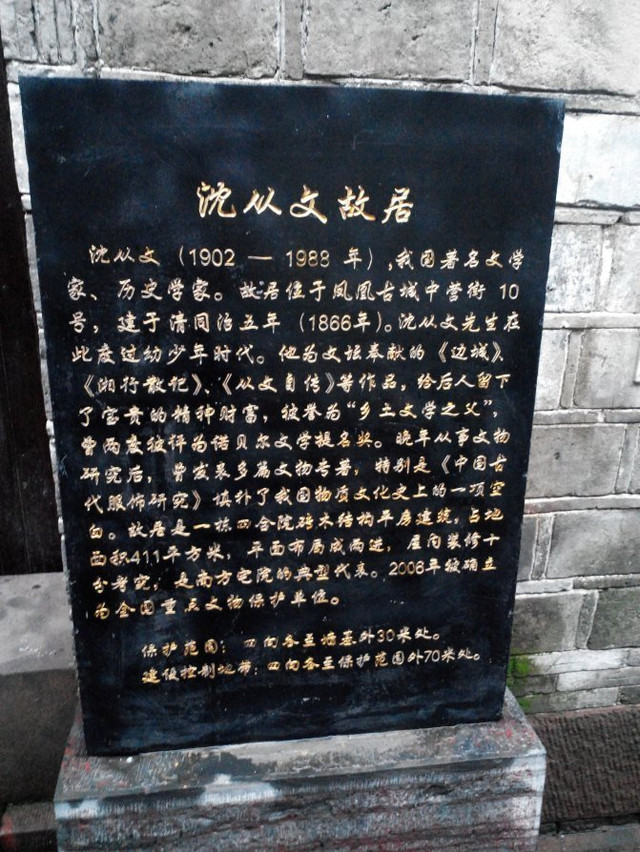 沈从文故居
沈从文（1902 — 1988 年），我国著名文学
家、历史学家。故居位于凤凰古城中营街 10
号，建于清同治五年（1866年）。沈从文先生在
此度过幼少年时代。他为文坛奉献的《边城》、
《湘行散记》、《从文自传》等作品，给后人留下
了宝贵的精神财富，被誉为“乡土文学之父”，
曾两度被评为诺贝尔文学提名奖。晚年从事文物
研究后，曾发表多篇文物专著，特别是《中国古
代服饰研究》填补了我国物质文化史上的一项空
白。故居是一栋四合院砖木结构平房建筑，占地
面积411平方米，平面布局成两进，屋内装修十
分考究，是南方宅院的典型代表。2006年被确立
为全国重点文物保护单位。
保护范围：四向各至墙基外30米处。
建设控制地带：四向各至保护范围外70米处。